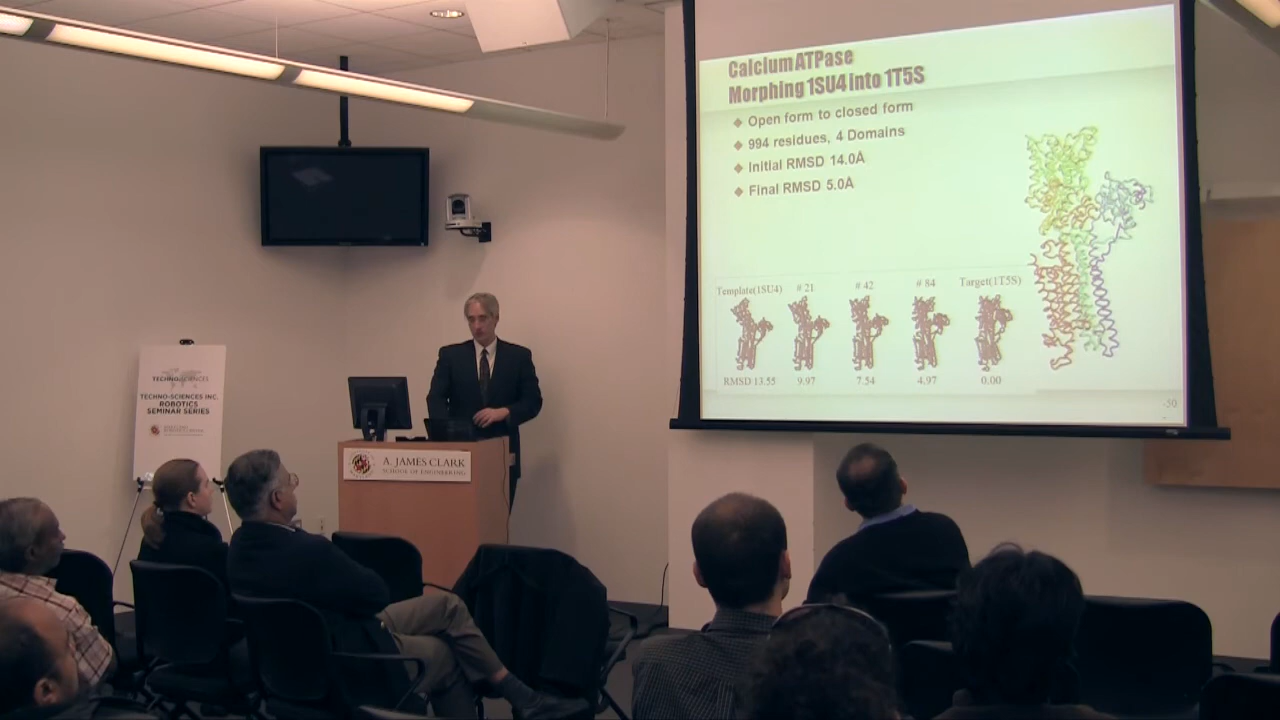 Calcium ATPase
Morphing 1SU4 into 1T5S
Open form to closed form
994 residues, 4 Domains
Initial RMSD 14.0Å
Final RMSD 5.0Å
Template(1SU4) # 21 # 42 # 84 Target(1T5S)
RMSD 13.55 9.97 7.54 4.97 0.00
-50
TECHNO-SCIENCES
TECHNO-SCIENCES INC.
ROBOTICS
SEMINAR SERIES
A. JAMES CLARK
SCHOOL OF ENGINEERING